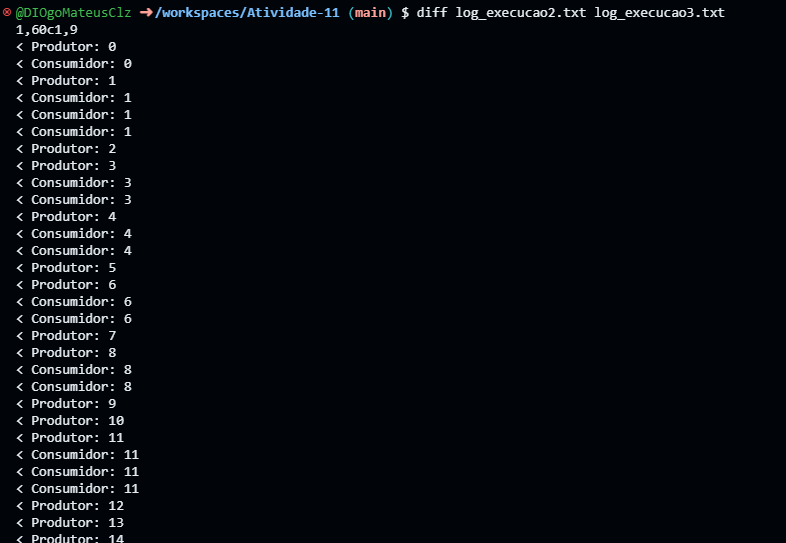 @DIOgoMateusClz ➜/workspaces/Atividade-11 (main) $ diff log_execucao2.txt log_execucao3.txt
1,60c1,9
< Produtor: 0
< Consumidor: 0
< Produtor: 1
< Consumidor: 1
< Consumidor: 1
< Consumidor: 1
< Produtor: 2
< Produtor: 3
< Consumidor: 3
< Consumidor: 3
< Produtor: 4
< Consumidor: 4
< Consumidor: 4
< Produtor: 5
< Produtor: 6
< Consumidor: 6
< Consumidor: 6
< Produtor: 7
< Produtor: 8
< Consumidor: 8
< Consumidor: 8
< Produtor: 9
< Produtor: 10
< Produtor: 11
< Consumidor: 11
< Consumidor: 11
< Consumidor: 11
< Produtor: 12
< Produtor: 13
< Produtor: 14